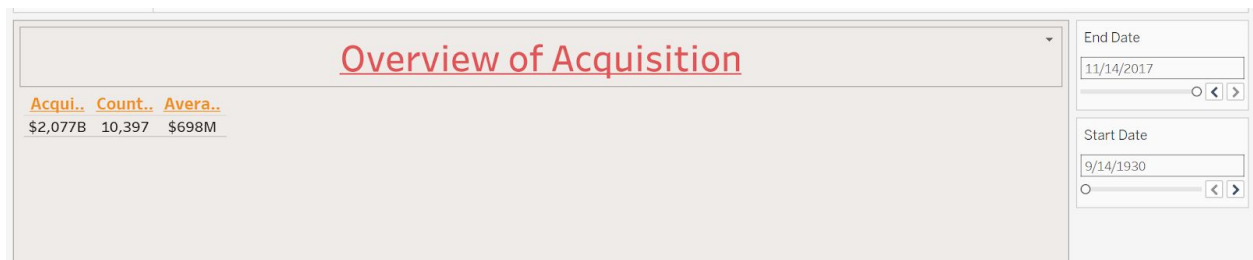 Overview of Acquisition
Acqui.. Count.. Avera..
$2,077B 10,397 $698M
End Date
11/14/2017
Start Date
9/14/1930